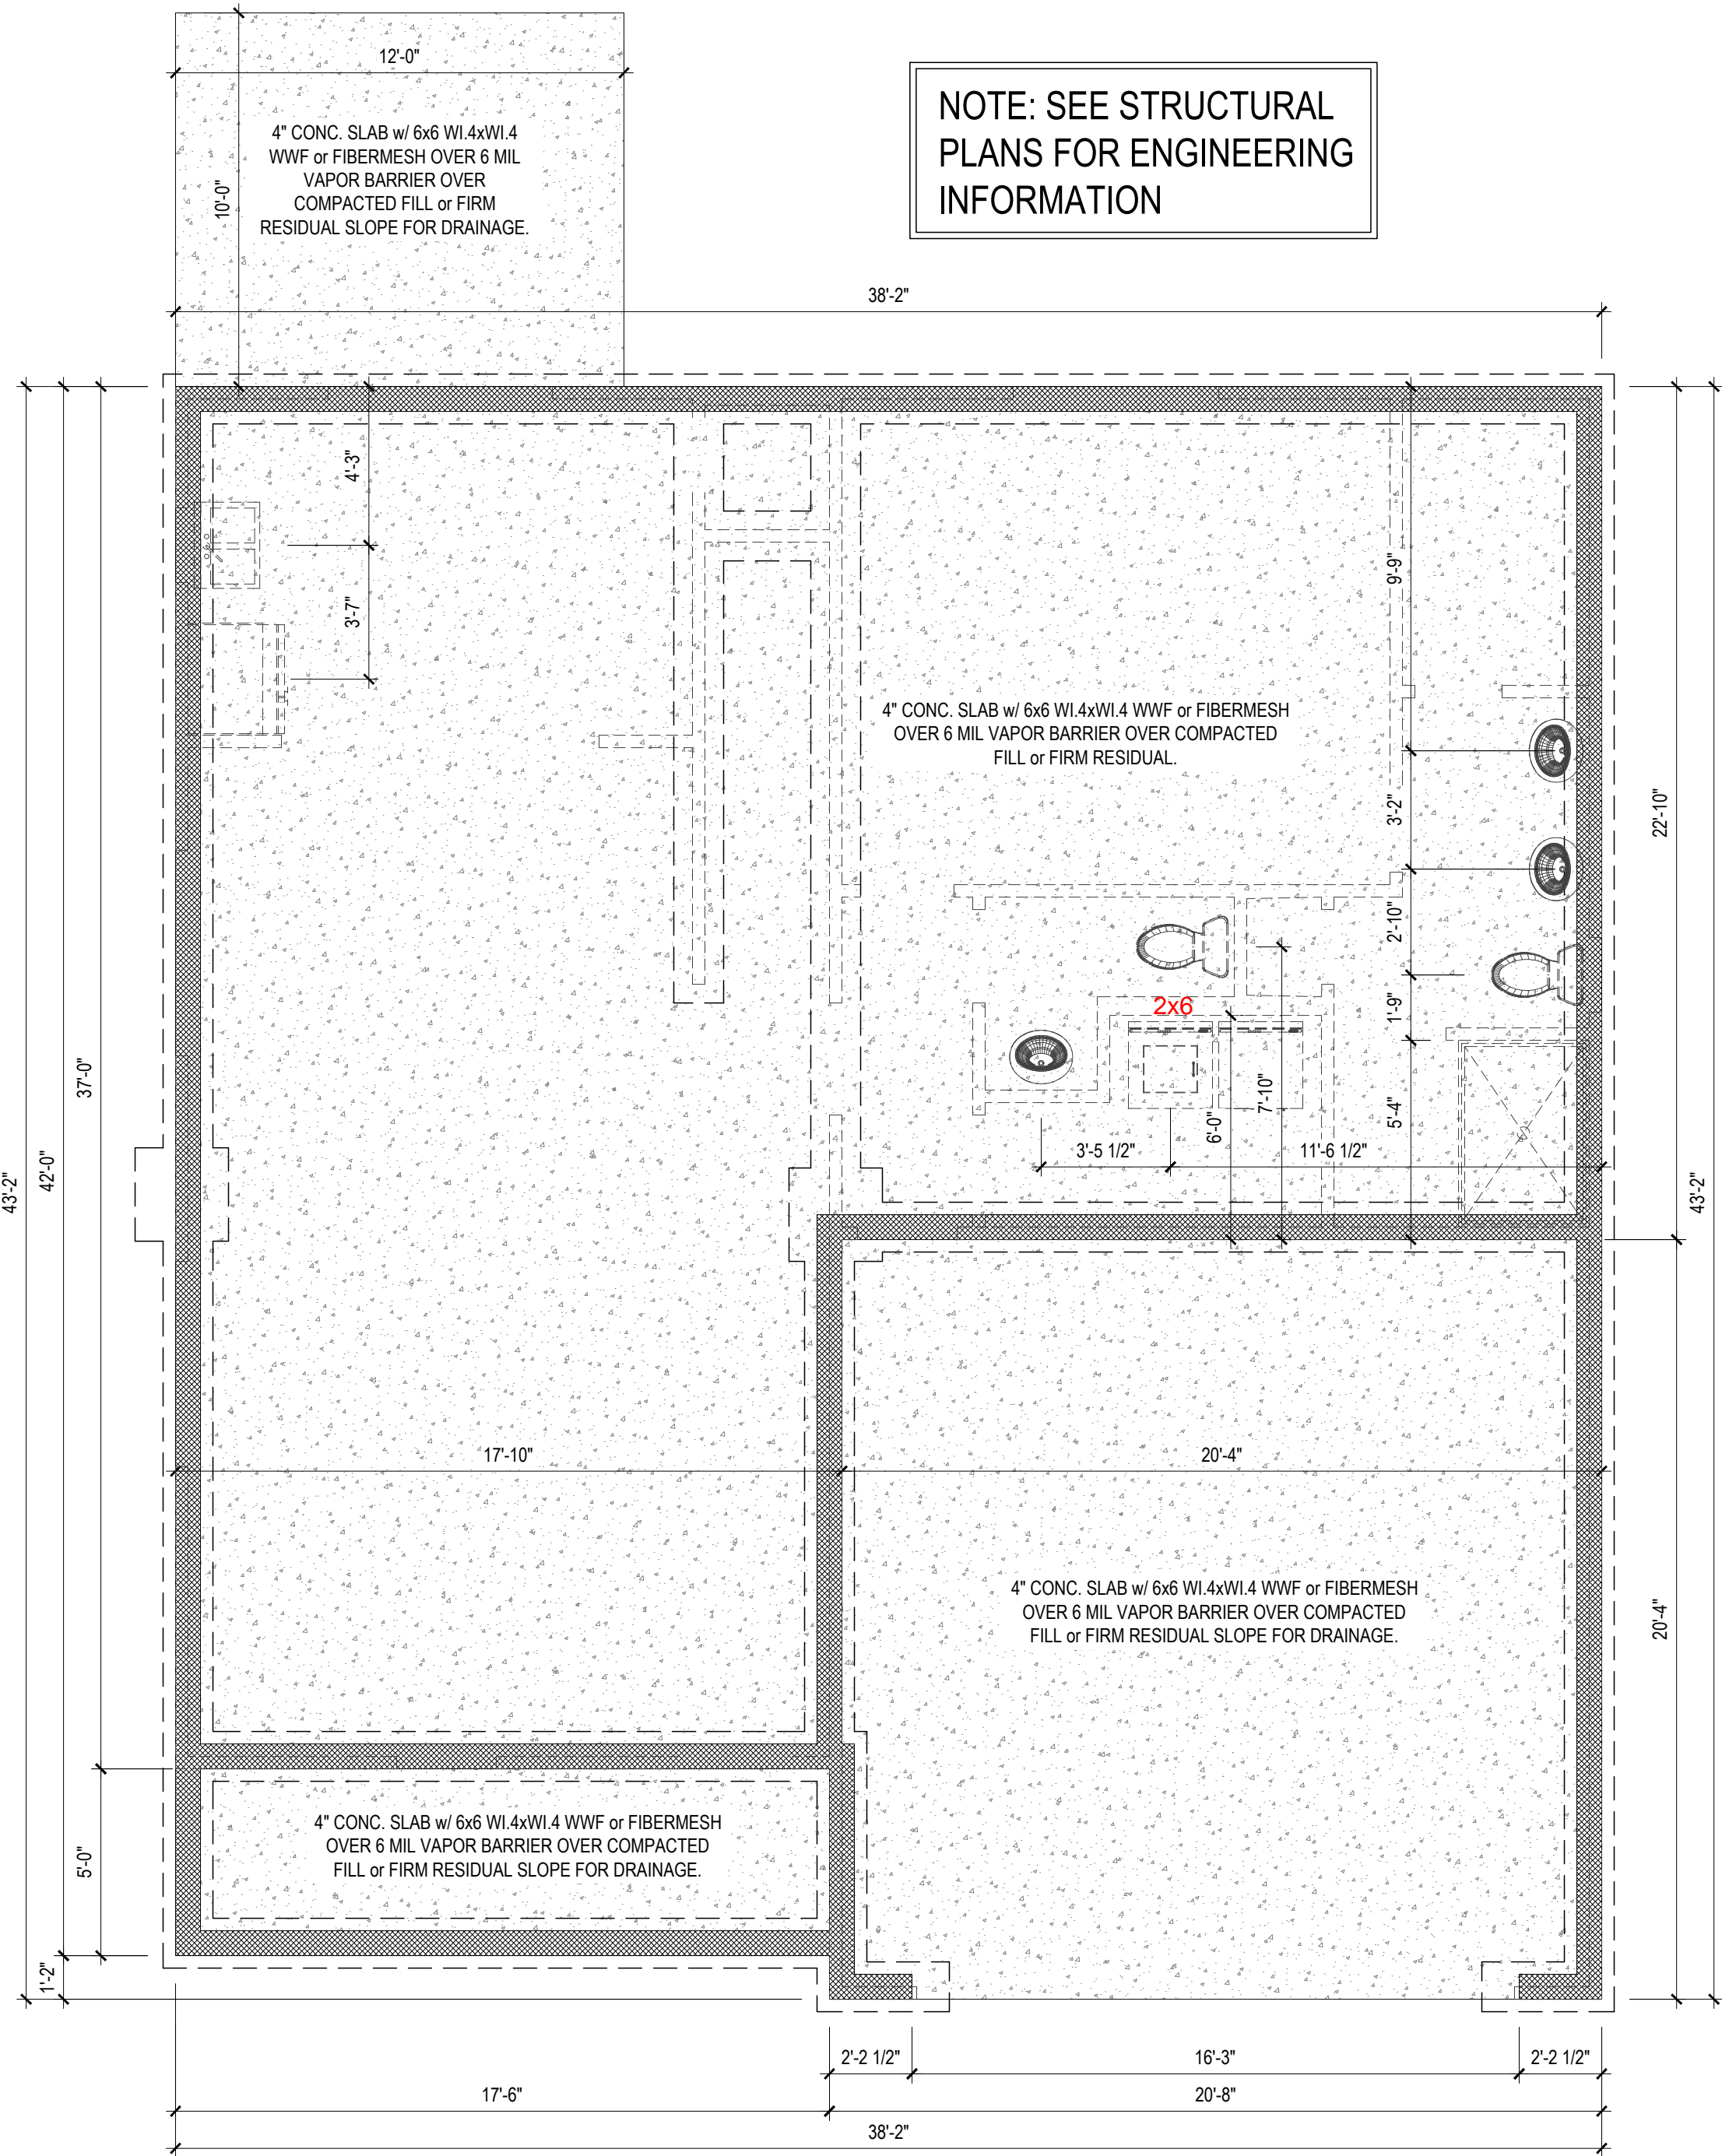 12'-0"
4" CONC. SLAB w/ 6x6 WI.4xWI.4
WWF or FIBERMESH OVER 6 MIL
VAPOR BARRIER OVER
COMPACTED FILL or FIRM
RESIDUAL SLOPE FOR DRAINAGE.
10'-0"
NOTE: SEE STRUCTURAL
PLANS FOR ENGINEERING
INFORMATION
38'-2"
4'-3"
3'-7"
9'-9"
4" CONC. SLAB w/ 6x6 WI.4xWI.4 WWF or FIBERMESH
OVER 6 MIL VAPOR BARRIER OVER COMPACTED
FILL or FIRM RESIDUAL.
3'-2"
22'-10"
2'-10"
1'-9"
2x6
37'-0"
42'-0"
43'-2"
7'-10"
6'-0"
5'-4"
3'-5 1/2"
11'-6 1/2"
43'-2"
17'-10"
20'-4"
4" CONC. SLAB w/ 6x6 WI.4xWI.4 WWF or FIBERMESH
OVER 6 MIL VAPOR BARRIER OVER COMPACTED
FILL or FIRM RESIDUAL SLOPE FOR DRAINAGE.
20'-4"
4" CONC. SLAB w/ 6x6 WI.4xWI.4 WWF or FIBERMESH
OVER 6 MIL VAPOR BARRIER OVER COMPACTED
FILL or FIRM RESIDUAL SLOPE FOR DRAINAGE.
5'-0"
1'-2"
2'-2 1/2"
16'-3"
2'-2 1/2"
17'-6"
20'-8"
38'-2"